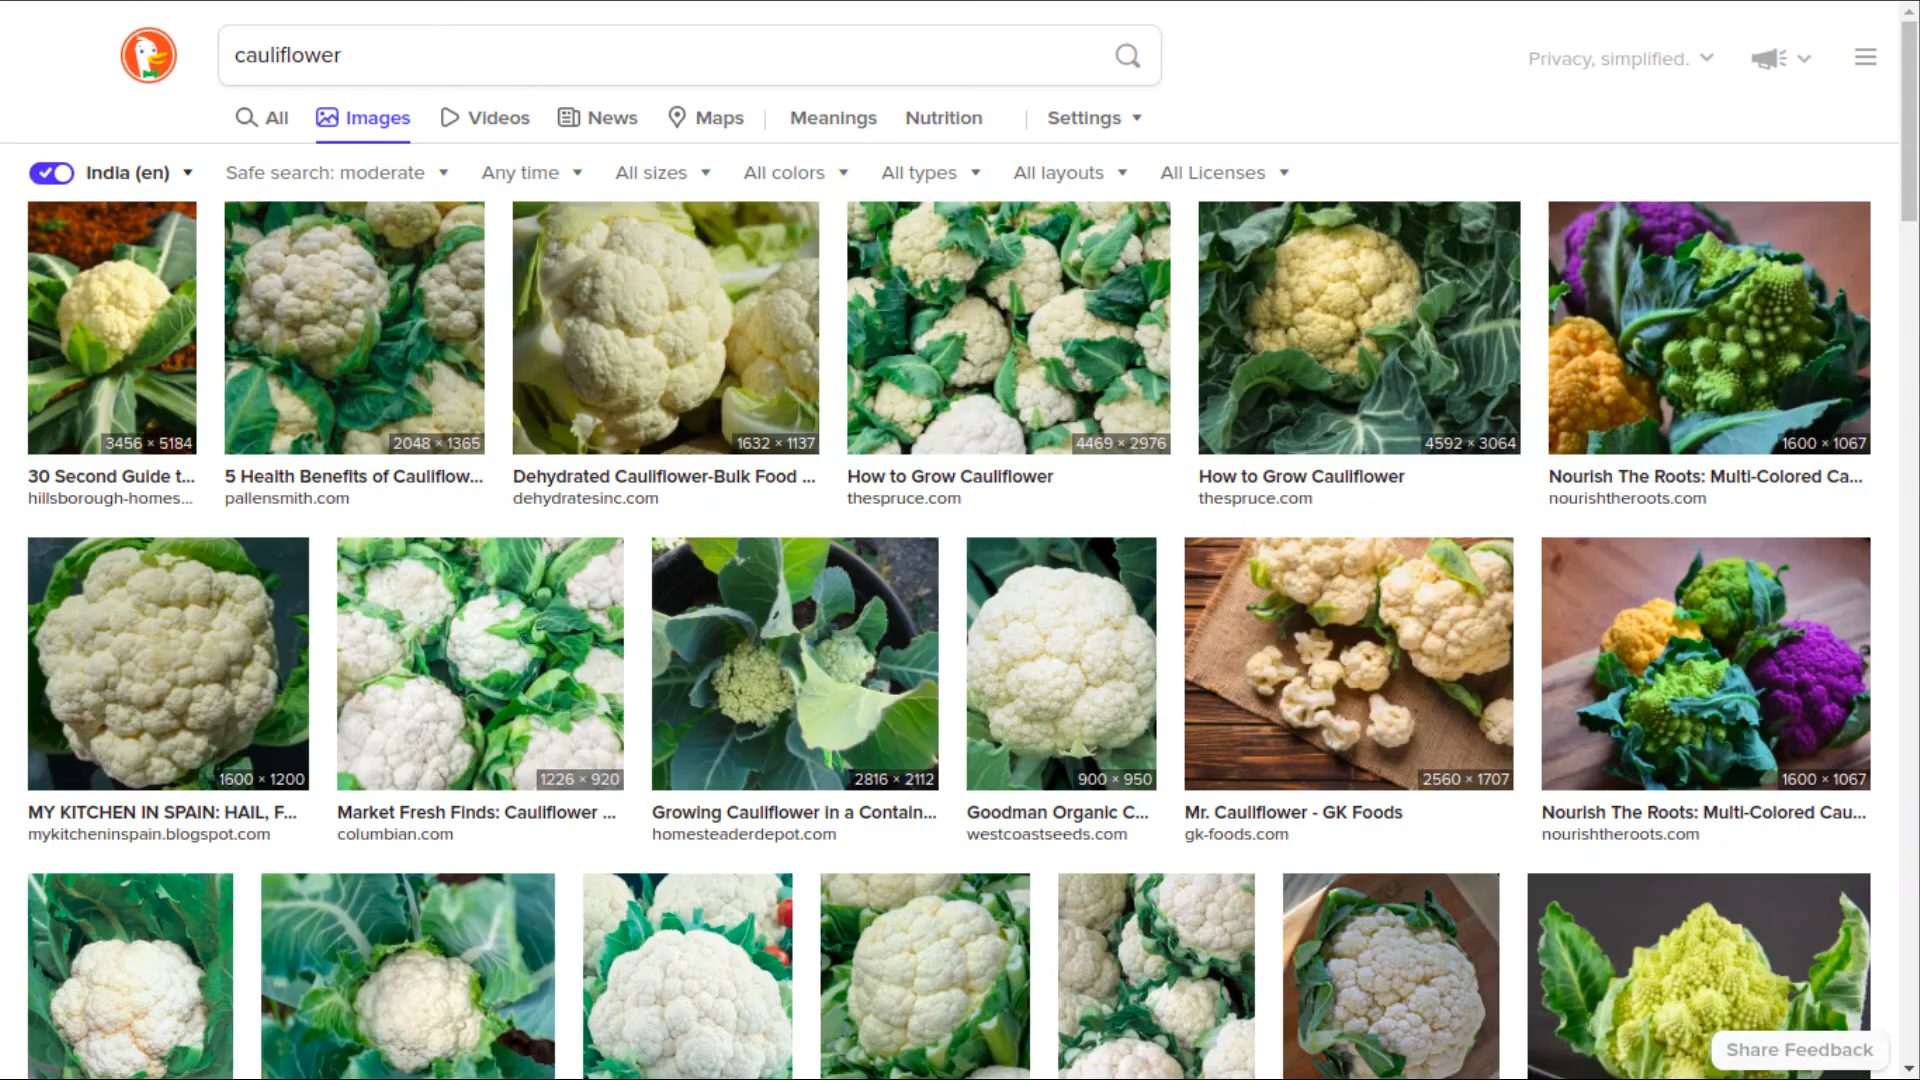 cauliflower
Privacy, simplified.
All Images Videos News Maps Meanings Nutrition Settings
India (en) Safe search: moderate Any time All sizes All colors All types All layouts All Licenses
3456 × 5184 2048 × 1365 1632 × 1137 4469 × 2976 4592 × 3064 1600 × 1067
30 Second Guide t... 5 Health Benefits of Cauliflow... Dehydrated Cauliflower-Bulk Food ... How to Grow Cauliflower How to Grow Cauliflower Nourish The Roots: Multi-Colored Ca...
hillsborough-homes... pallensmith.com dehydratesinc.com thespruce.com thespruce.com nourishtheroots.com
1600 × 1200 1226 × 920 2816 × 2112 900 × 950 2560 × 1707 1600 × 1067
MY KITCHEN IN SPAIN: HAIL, F... Market Fresh Finds: Cauliflower ... Growing Cauliflower in a Contain... Goodman Organic C... Mr. Cauliflower - GK Foods Nourish The Roots: Multi-Colored Cau...
mykitcheninspain.blogspot.com columbian.com homesteaderdepot.com westcoastseeds.com gk-foods.com nourishtheroots.com
Share Feedback